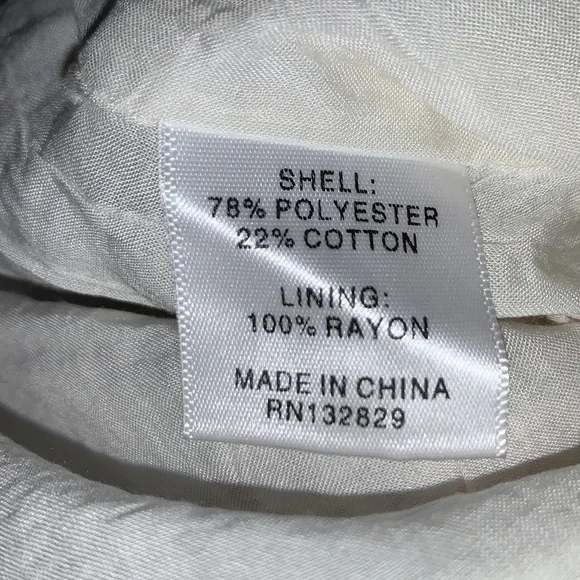 SHELL:
78% POLYESTER
22% COTTON
LINING:
100% RAYON
MADE IN CHINA
RN132829